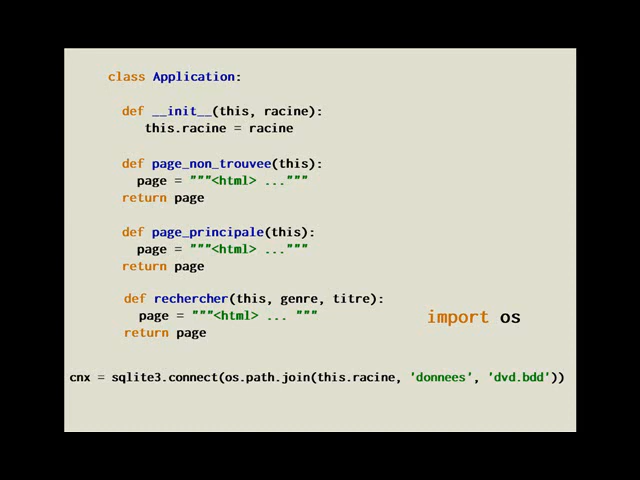 class Application:
def __init__(this, racine):
this.racine = racine
def page_non_trouvee(this):
page = """<html> ..."""
return page
def page_principale(this):
page = """<html> ..."""
return page
def rechercher(this, genre, titre):
page = """<html> ... """
return page
import os
cnx = sqlite3.connect(os.path.join(this.racine, 'donnees', 'dvd.bdd'))